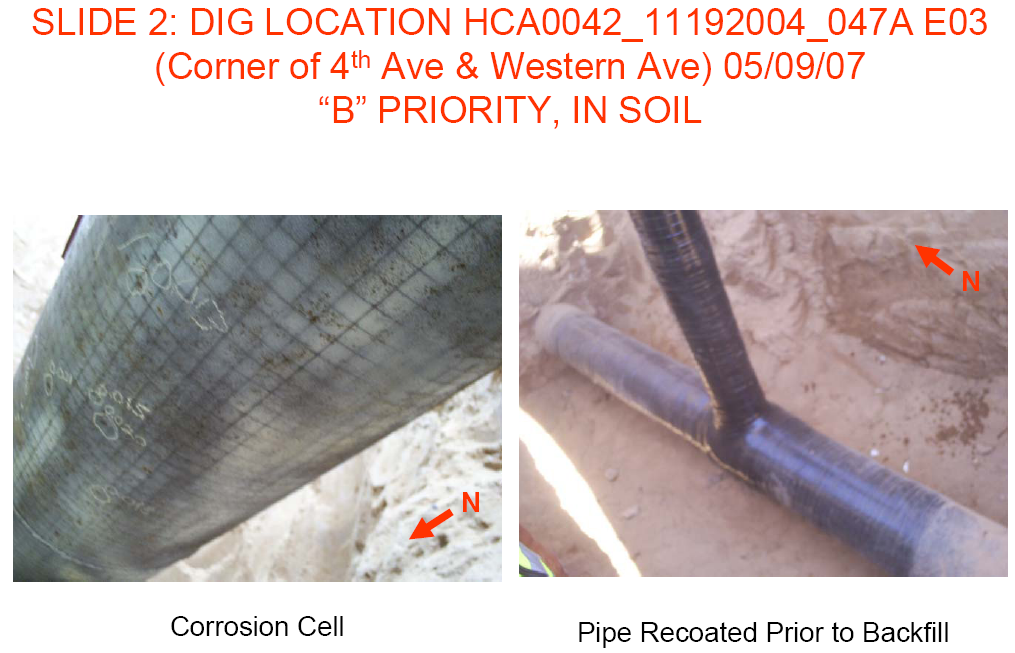 SLIDE 2: DIG LOCATION HCA0042_11192004_047A E03
(Corner of 4th Ave & Western Ave) 05/09/07
“B” PRIORITY, IN SOIL
N
N
Corrosion Cell
Pipe Recoated Prior to Backfill